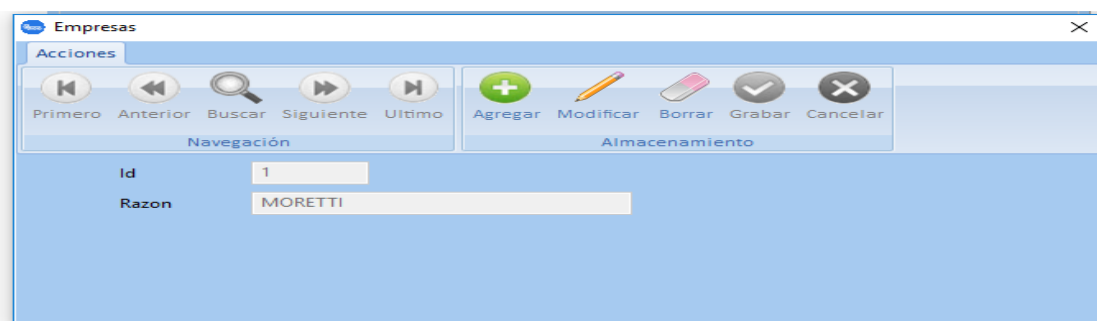 Empresas
Acciones
Primero Anterior Buscar Siguiente Ultimo Agregar Modificar Borrar Grabar Cancelar
Navegación Almacenamiento
Id 1
Razon MORETTI